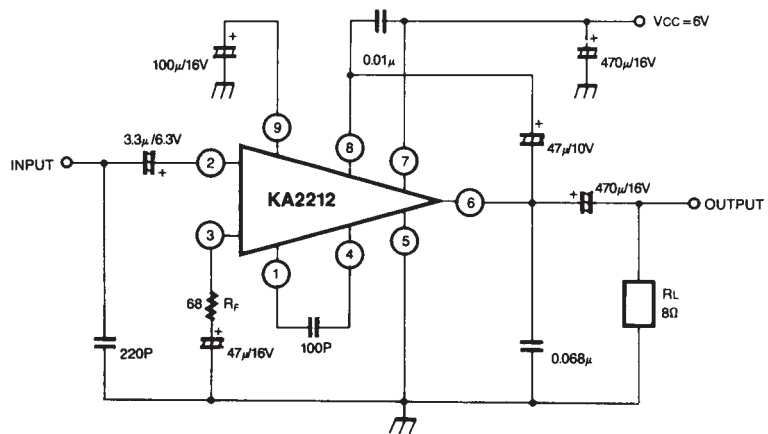 VCC = 6V
100μ/16V
+
+
0.01μ
470μ/16V
9
8
7
+
47μ/10V
3.3μ/6.3V
+
INPUT
2
KA2212
6
470μ/16V
+
OUTPUT
3
1
4
5
68
RF
+
47μ/16V
100P
220P
0.068μ
RL
8Ω